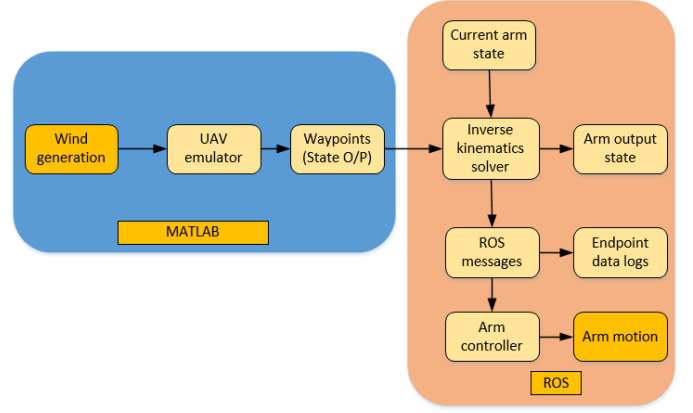 Current arm
state
Wind
generation
UAV
emulator
Waypoints
(State O/P)
Inverse
kinematics
solver
Arm output
state
MATLAB
ROS
messages
Endpoint
data logs
Arm
controller
Arm motion
ROS